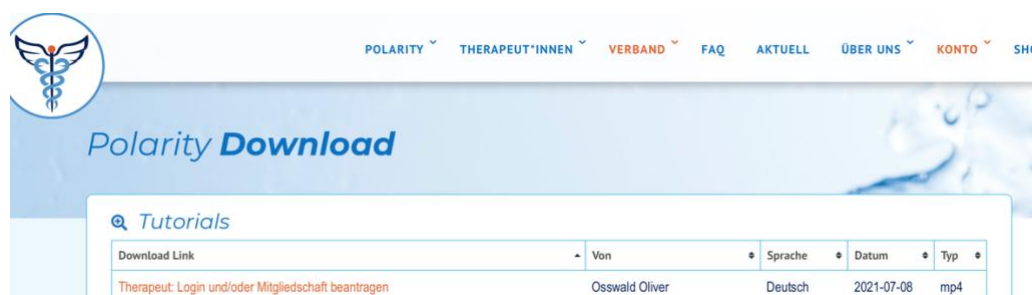 POLARITY THERAPEUT*INNEN VERBAND FAQ AKTUELL ÜBER UNS KONTO
Polarity Download
Tutorials
Download Link Von Sprache Datum Typ
Therapeut: Login und/oder Mitgliedschaft beantragen Osswald Oliver Deutsch 2021-07-08 mp4